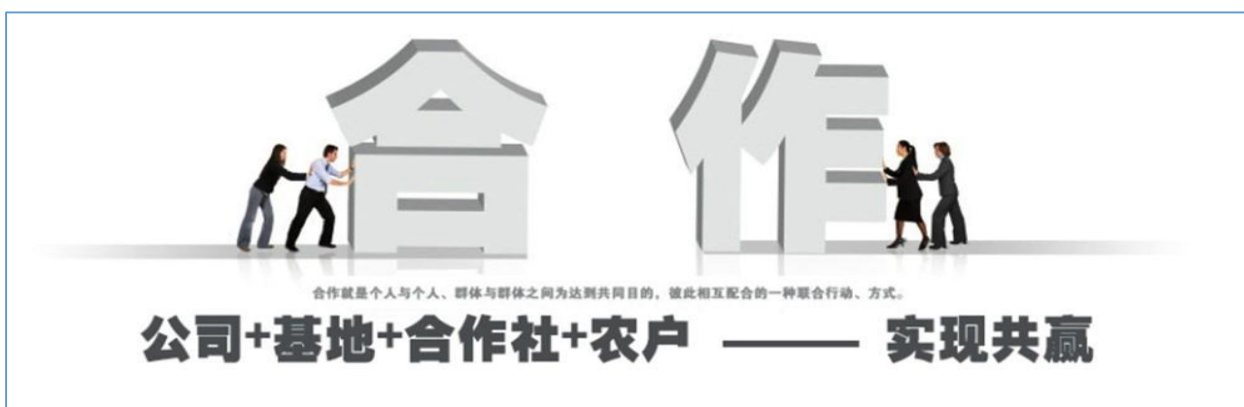 合作
合作就是个人与个人、群体与群体之间为达到共同目的，彼此相互配合的一种联合行动、方式。
公司+基地+合作社+农户 —— 实现共赢